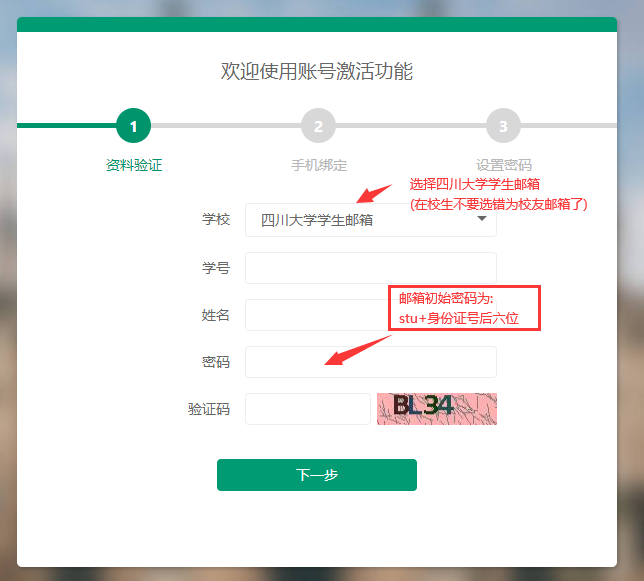 欢迎使用账号激活功能
1
2
3
资料验证
手机绑定
设置密码
选择四川大学学生邮箱
(在校生不要选错为校友邮箱了)
学校
四川大学学生邮箱
学号
邮箱初始密码为:
stu+身份证号后六位
姓名
密码
验证码
BL34
下一步